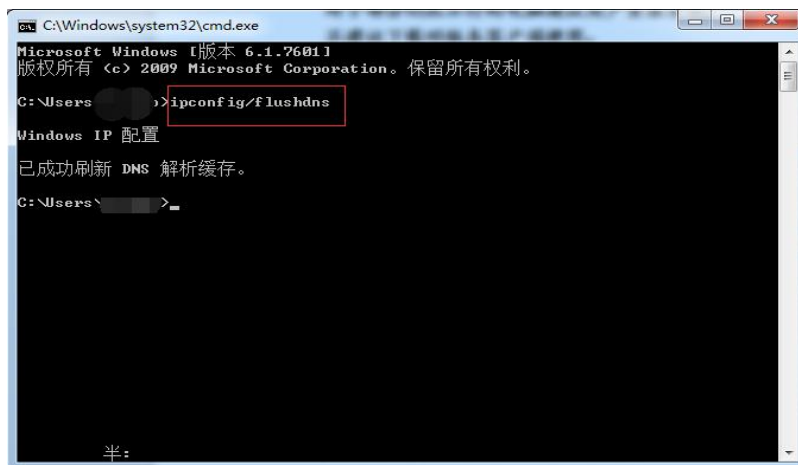 C:\Windows\system32\cmd.exe
Microsoft Windows [版本 6.1.7601]
版权所有 (c) 2009 Microsoft Corporation。保留所有权利。
C:\Users >ipconfig/flushdns
Windows IP 配置
已成功刷新 DNS 解析缓存。
C:\Users\ >_
半: